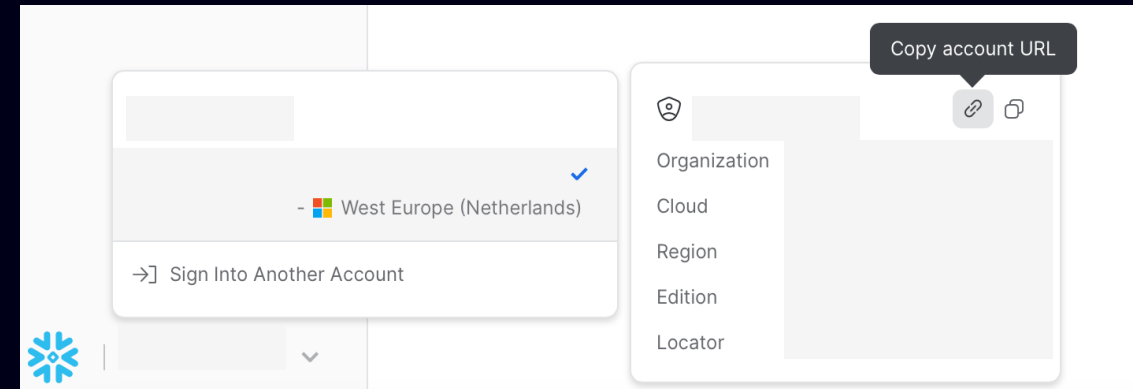 Copy account URL
- West Europe (Netherlands)
Sign Into Another Account
Organization
Cloud
Region
Edition
Locator